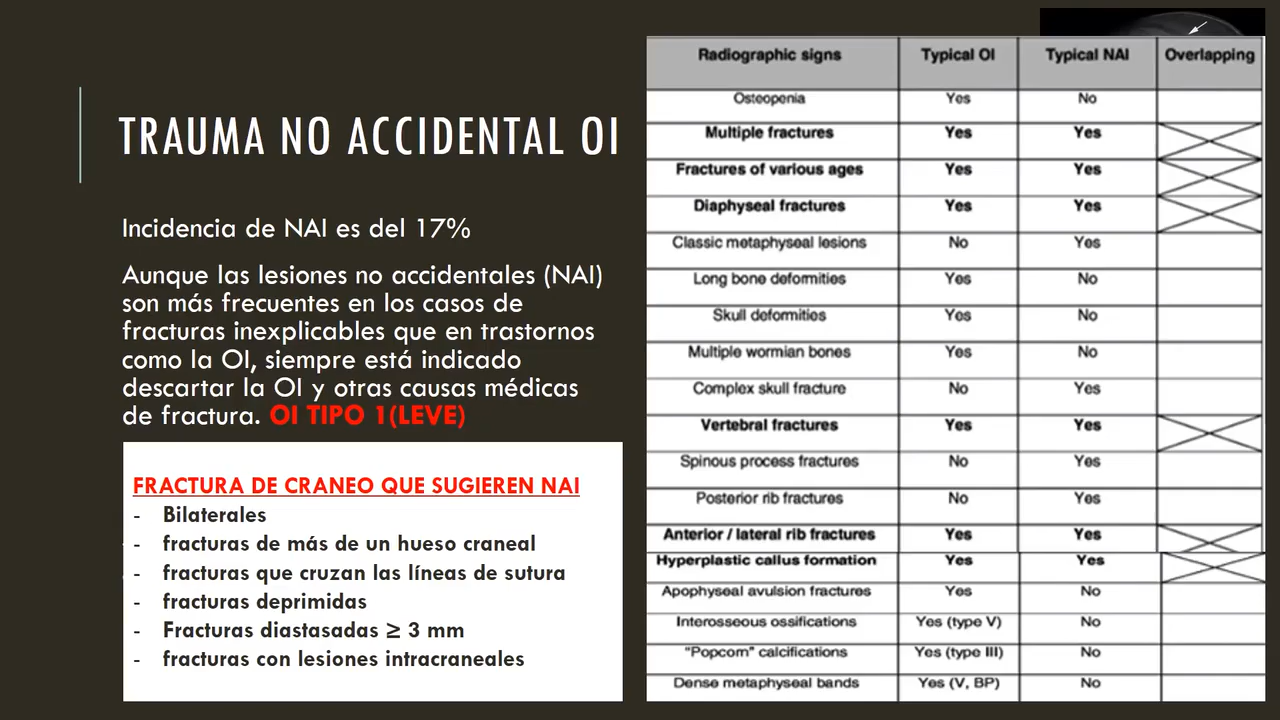 TRAUMA NO ACCIDENTAL OI
Incidencia de NAI es del 17%
Aunque las lesiones no accidentales (NAI)
son más frecuentes en los casos de
fracturas inexplicables que en trastornos
como la OI, siempre está indicado
descartar la OI y otras causas médicas
de fractura. OI TIPO 1(LEVE)
FRACTURA DE CRANEO QUE SUGIEREN NAI
- Bilaterales
- fracturas de más de un hueso craneal
- fracturas que cruzan las líneas de sutura
- fracturas deprimidas
- Fracturas diastasadas ≥ 3 mm
- fracturas con lesiones intracraneales
Radiographic signs Typical OI Typical NAI Overlapping
Osteopenia Yes No
Multiple fractures Yes Yes
Fractures of various ages Yes Yes
Diaphyseal fractures Yes Yes
Classic metaphyseal lesions No Yes
Long bone deformities Yes No
Skull deformities Yes No
Multiple wormian bones Yes No
Complex skull fracture No Yes
Vertebral fractures Yes Yes
Spinous process fractures No Yes
Posterior rib fractures No Yes
Anterior / lateral rib fractures Yes Yes
Hyperplastic callus formation Yes Yes
Apophyseal avulsion fractures Yes No
Interosseous ossifications Yes (type V) No
"Popcorn" calcifications Yes (type III) No
Dense metaphyseal bands Yes (V, BP) No